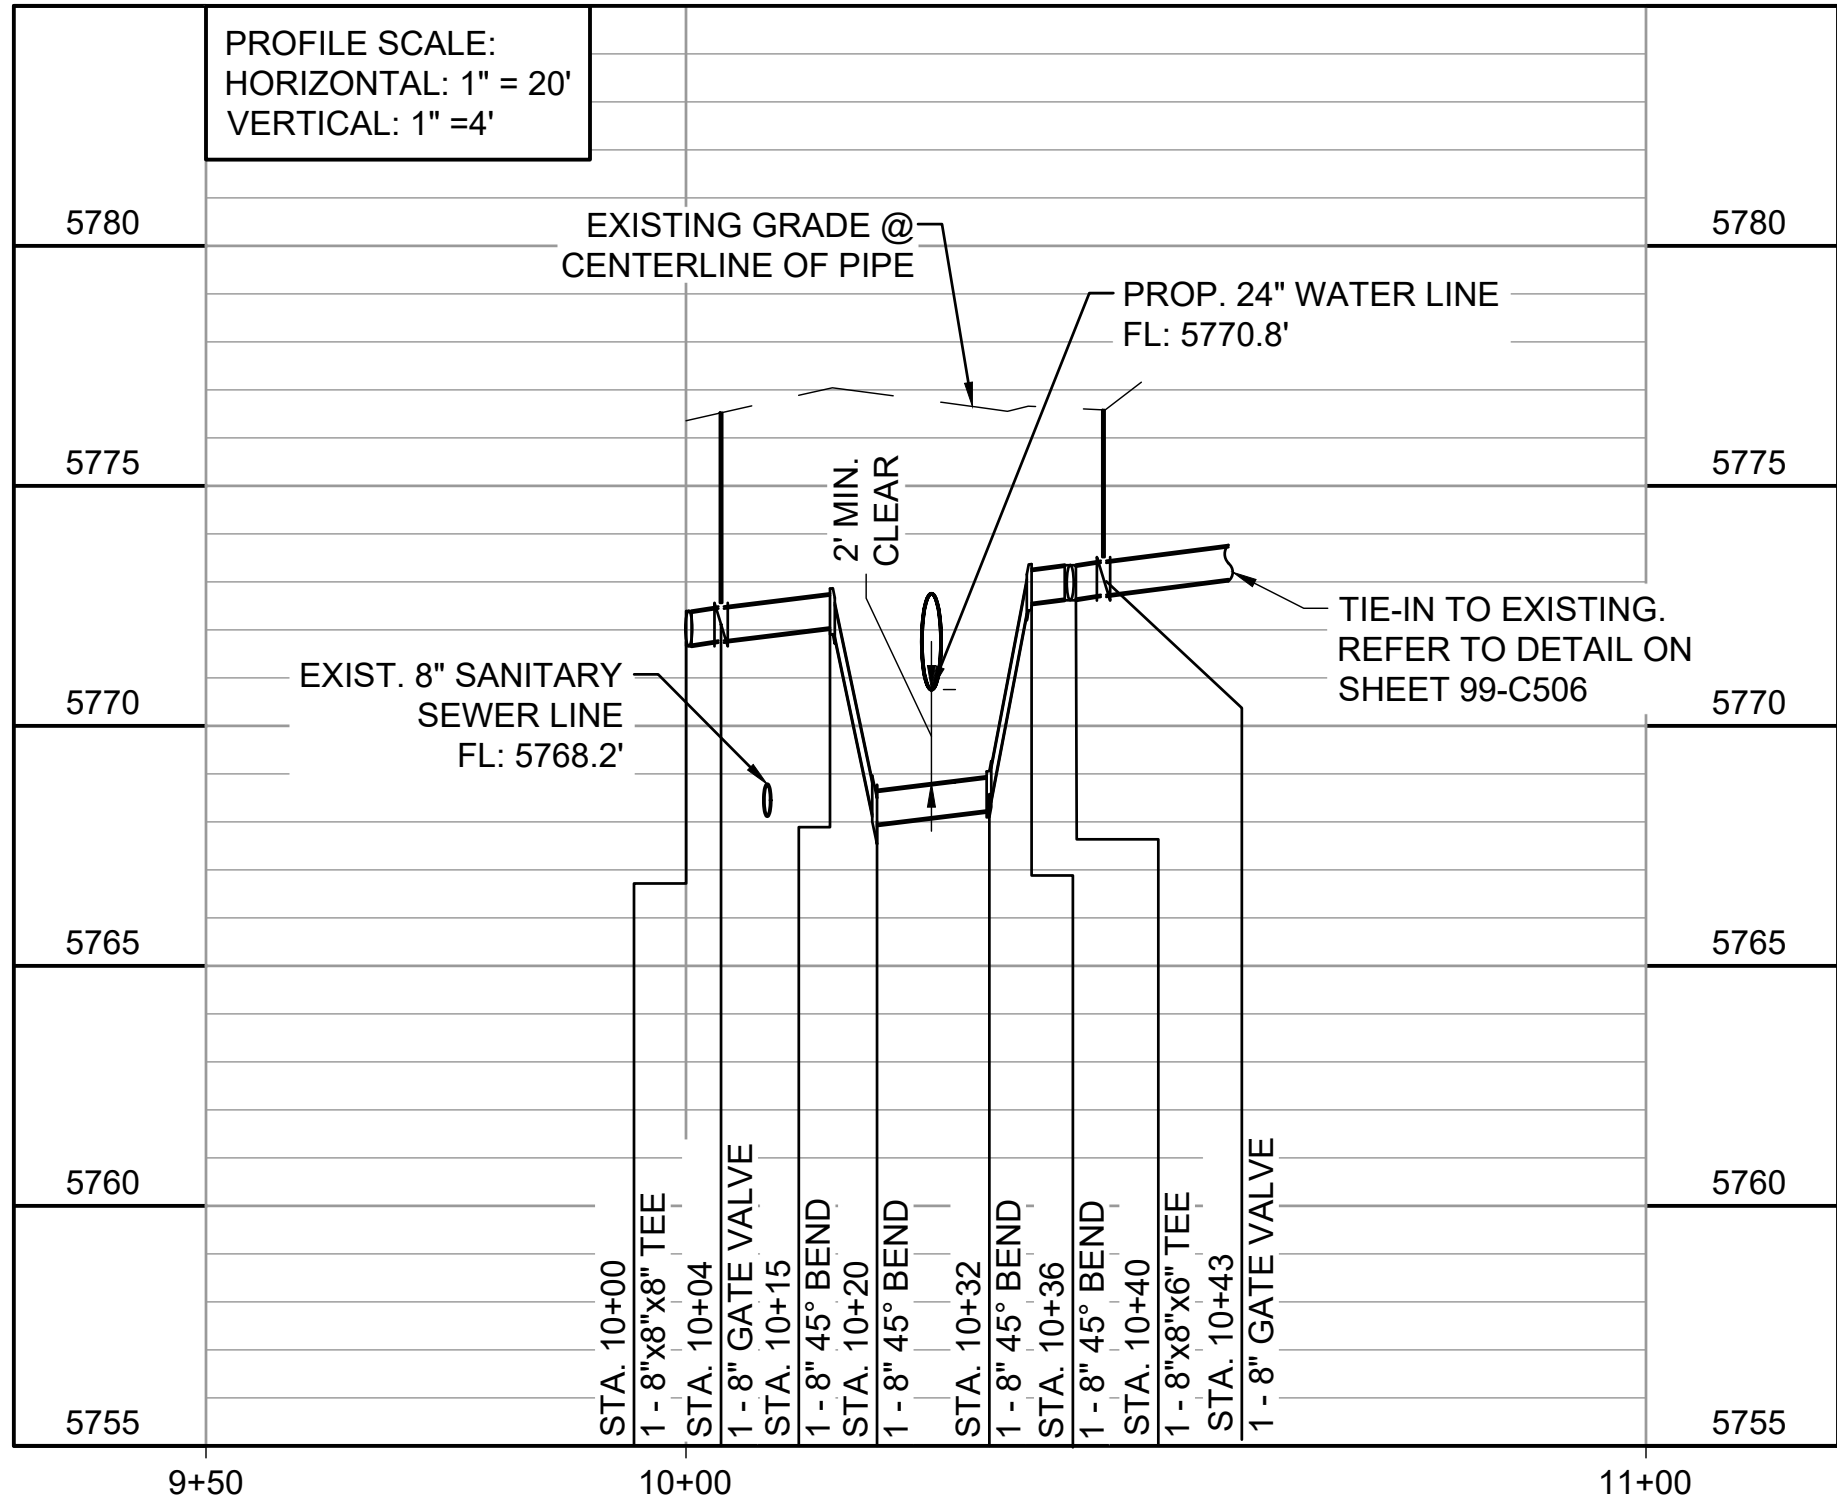 PROFILE SCALE:
HORIZONTAL: 1" = 20'
VERTICAL: 1" =4'
5780
5780
EXISTING GRADE @
CENTERLINE OF PIPE
PROP. 24" WATER LINE
FL: 5770.8'
5775
5775
2' MIN.
CLEAR
TIE-IN TO EXISTING.
REFER TO DETAIL ON
SHEET 99-C506
EXIST. 8" SANITARY
SEWER LINE
FL: 5768.2'
5770
5770
5765
5765
5760
5760
STA. 10+00
1 - 8"x8"x8" TEE
STA. 10+04
1 - 8" GATE VALVE
STA. 10+15
1 - 8" 45° BEND
STA. 10+20
1 - 8" 45° BEND
STA. 10+32
1 - 8" 45° BEND
STA. 10+36
1 - 8" 45° BEND
STA. 10+40
1 - 8"x8"x6" TEE
STA. 10+43
1 - 8" GATE VALVE
5755
5755
9+50
10+00
11+00